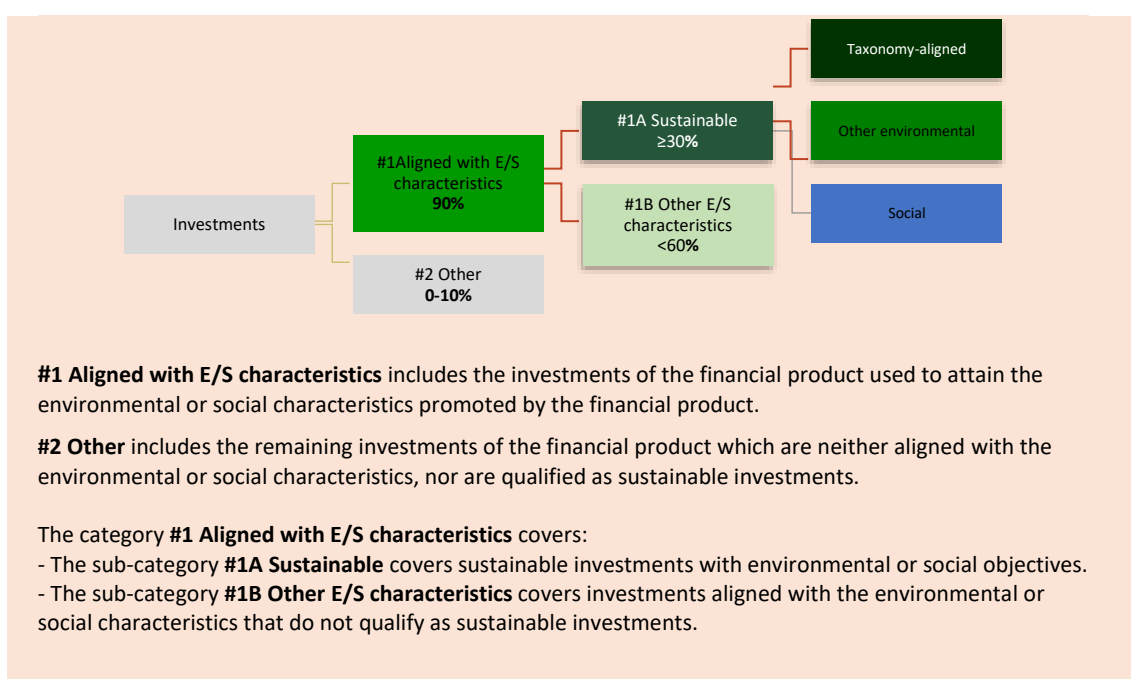 Taxonomy-aligned
#1A Sustainable
≥30%
Other environmental
#1Aligned with E/S
characteristics
90%
#1B Other E/S
characteristics
<60%
Social
Investments
#2 Other
0-10%
#1 Aligned with E/S characteristics includes the investments of the financial product used to attain the
environmental or social characteristics promoted by the financial product.
#2 Other includes the remaining investments of the financial product which are neither aligned with the
environmental or social characteristics, nor are qualified as sustainable investments.
The category #1 Aligned with E/S characteristics covers:
- The sub-category #1A Sustainable covers sustainable investments with environmental or social objectives.
- The sub-category #1B Other E/S characteristics covers investments aligned with the environmental or
social characteristics that do not qualify as sustainable investments.